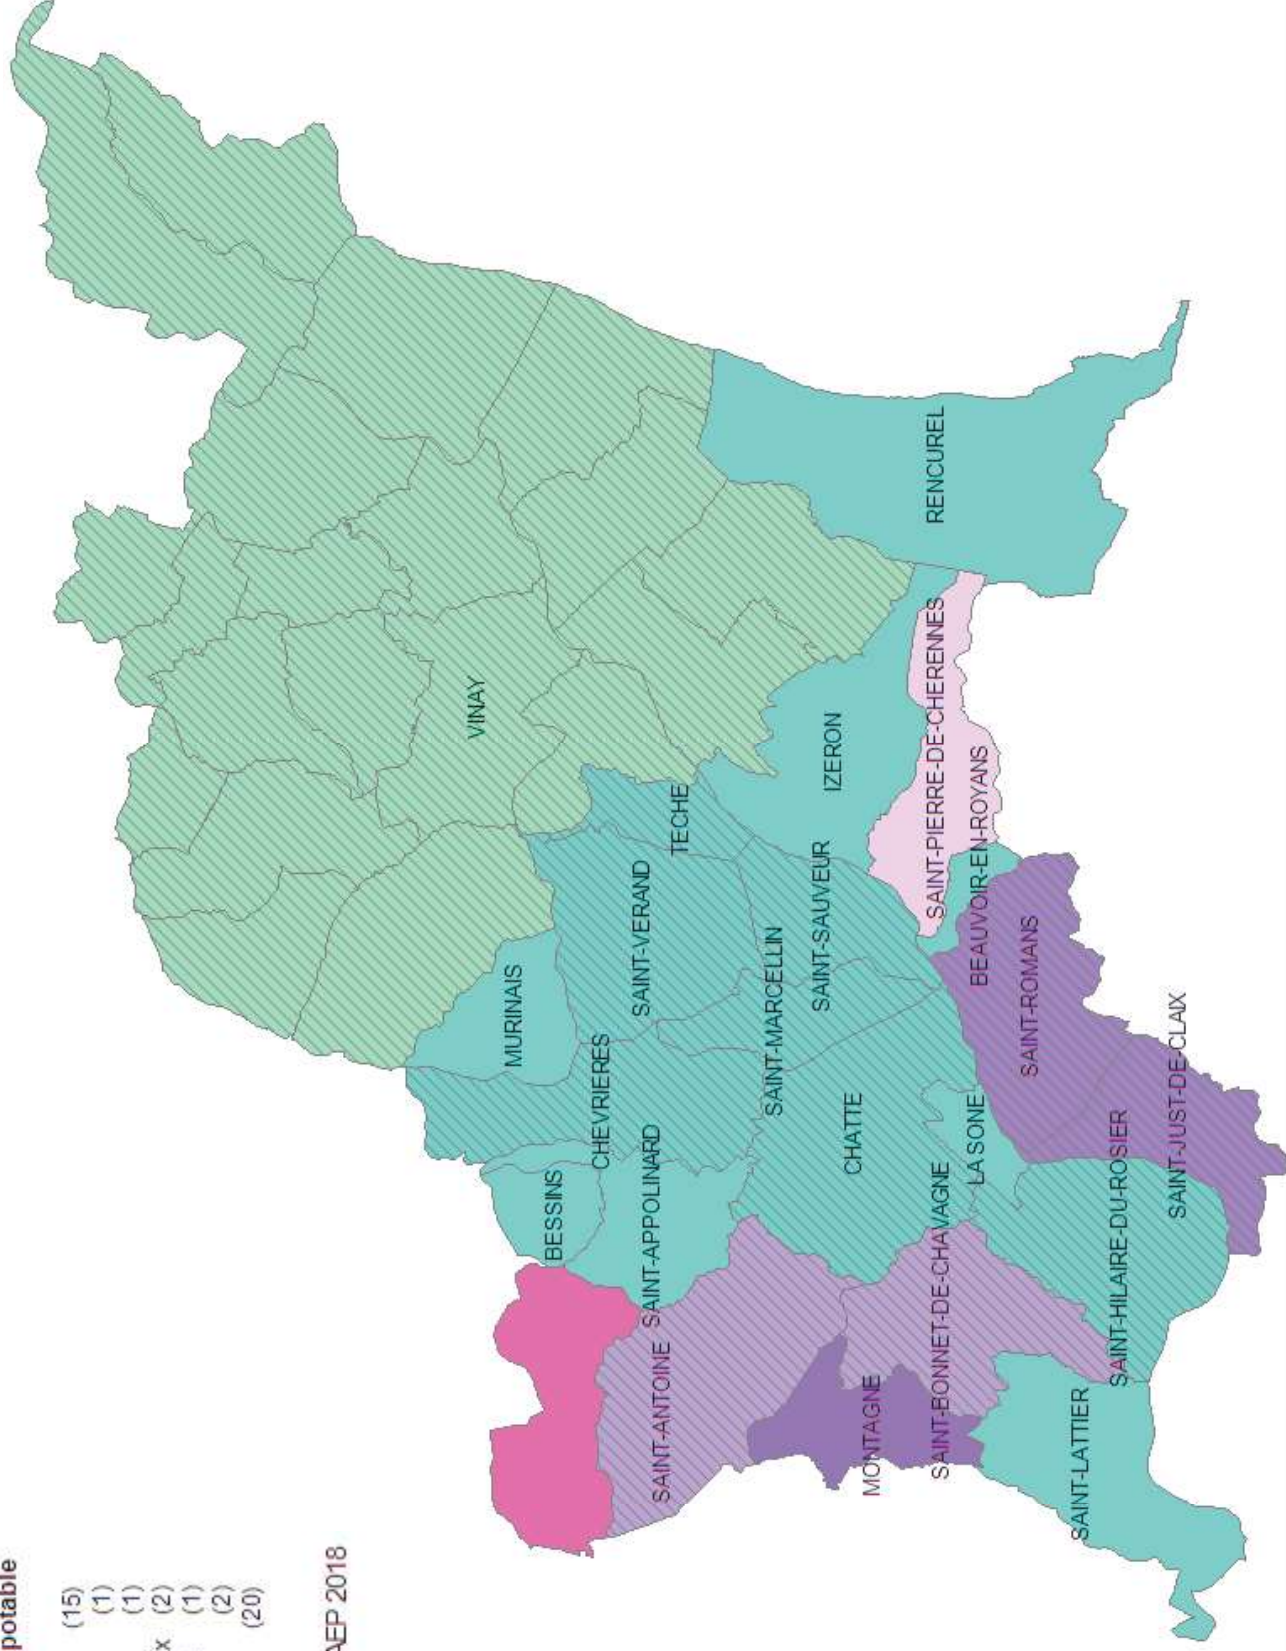 potable
(15)
(1)
(1)
x (2)
(1)
(2)
(20)
AEP 2018
VINAY
RENCUREL
IZERON
TECHE
SAINT-PIERRE-DE-CHERENNES
BEAUVOIR-EN-ROYANS
SAINT-VERAND
SAINT-SAUVEUR
MURINAIS
SAINT-MARCELLIN
SAINT-ROMANS
CHEVRIERES
CHATTE
LA SONE
SAINT-JUST-DE-CLAIX
BESSINS
SAINT-APPOLINARD
SAINT-HILAIRE-DU-ROSIER
SAINT-BONNET-DE-CHAVAGNE
SAINT-ANTOINE
MONTAGNE
SAINT-LATTIER